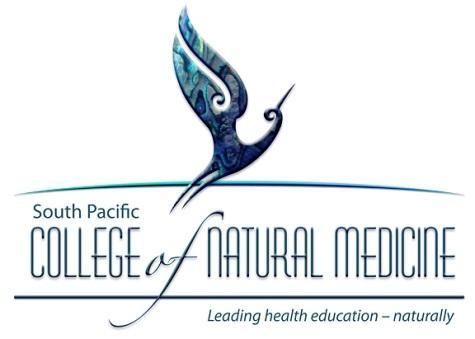 South Pacific
COLLEGE of NATURAL MEDICINE
Leading health education – naturally